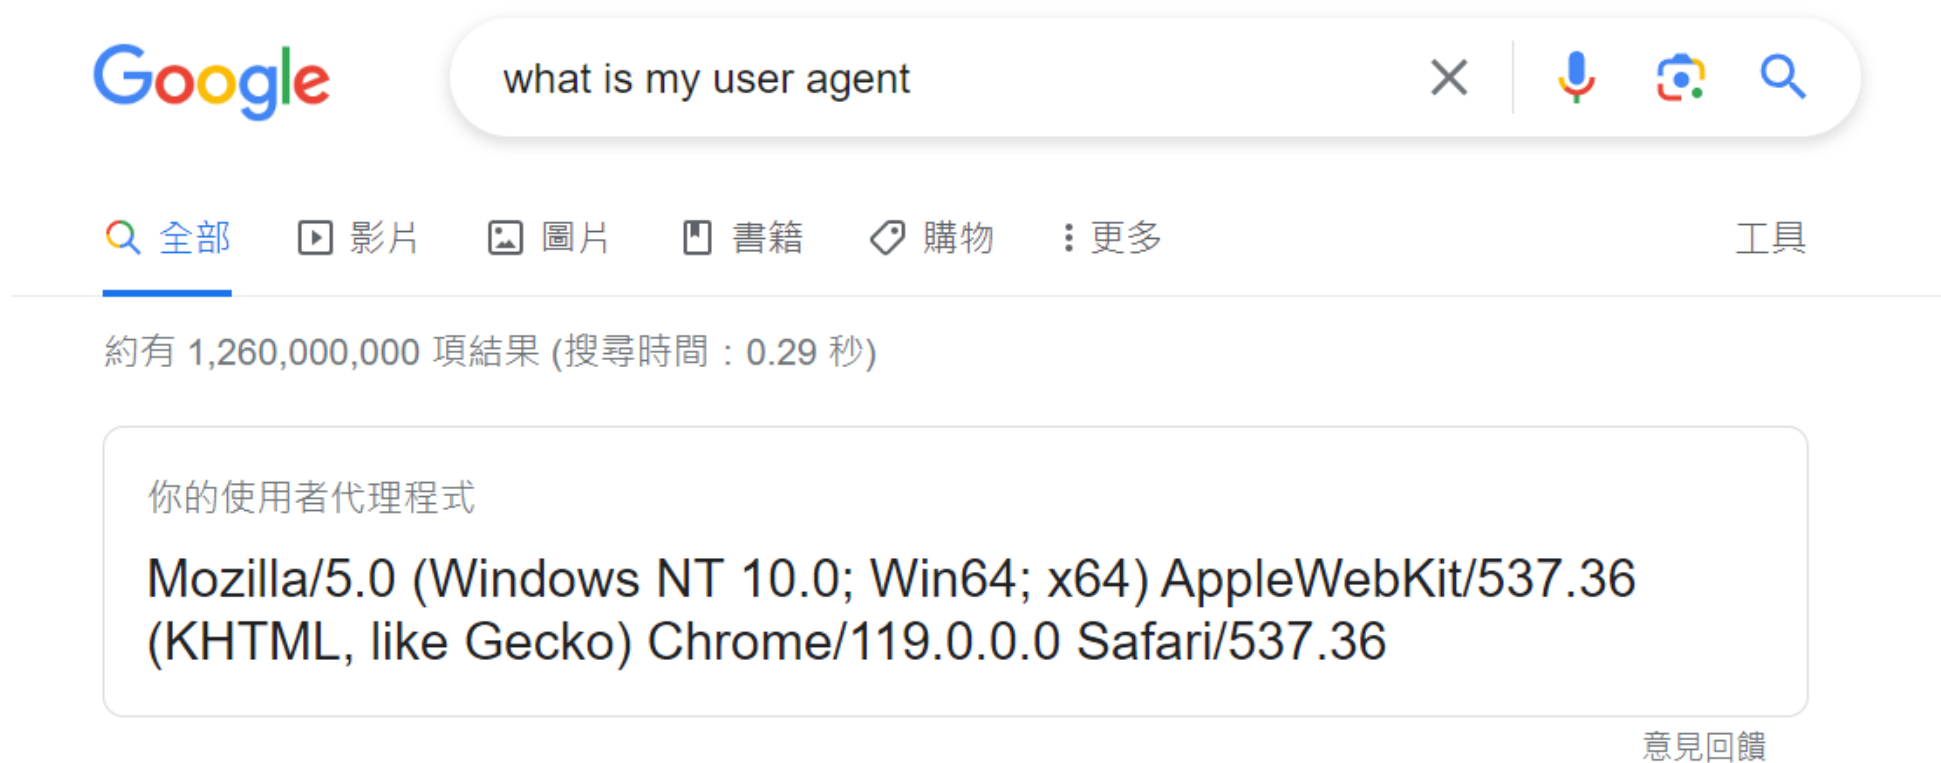 Google
what is my user agent
全部 影片 圖片 書籍 購物 更多 工具
約有 1,260,000,000 項結果 (搜尋時間：0.29 秒)
你的使用者代理程式
Mozilla/5.0 (Windows NT 10.0; Win64; x64) AppleWebKit/537.36
(KHTML, like Gecko) Chrome/119.0.0.0 Safari/537.36
意見回饋